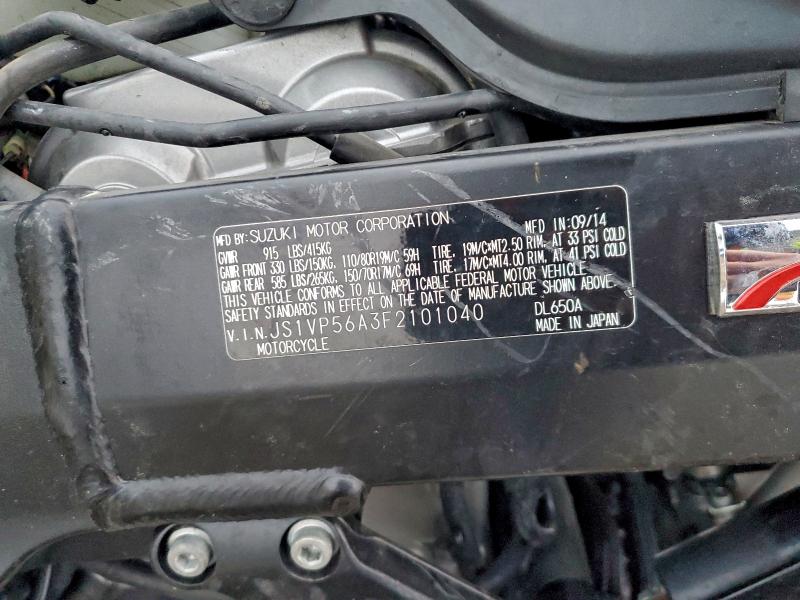 MFD BY: SUZUKI MOTOR CORPORATION MFD IN: 09/14
GVWR 915 LBS/415KG
GAWR FRONT 330 LBS/150KG, 110/80R19M/C 59H TIRE, 19M/CxMT2.50 RIM, AT 33 PSI COLD
GAWR REAR 585 LBS/265KG, 150/70R17M/C 69H TIRE, 17M/CxMT4.00 RIM, AT 41 PSI COLD
THIS VEHICLE CONFORMS TO ALL APPLICABLE FEDERAL MOTOR VEHICLE
SAFETY STANDARDS IN EFFECT ON THE DATE OF MANUFACTURE SHOWN ABOVE.
V.I.N. JS1VP56A3F2101040 DL650A
MOTORCYCLE MADE IN JAPAN